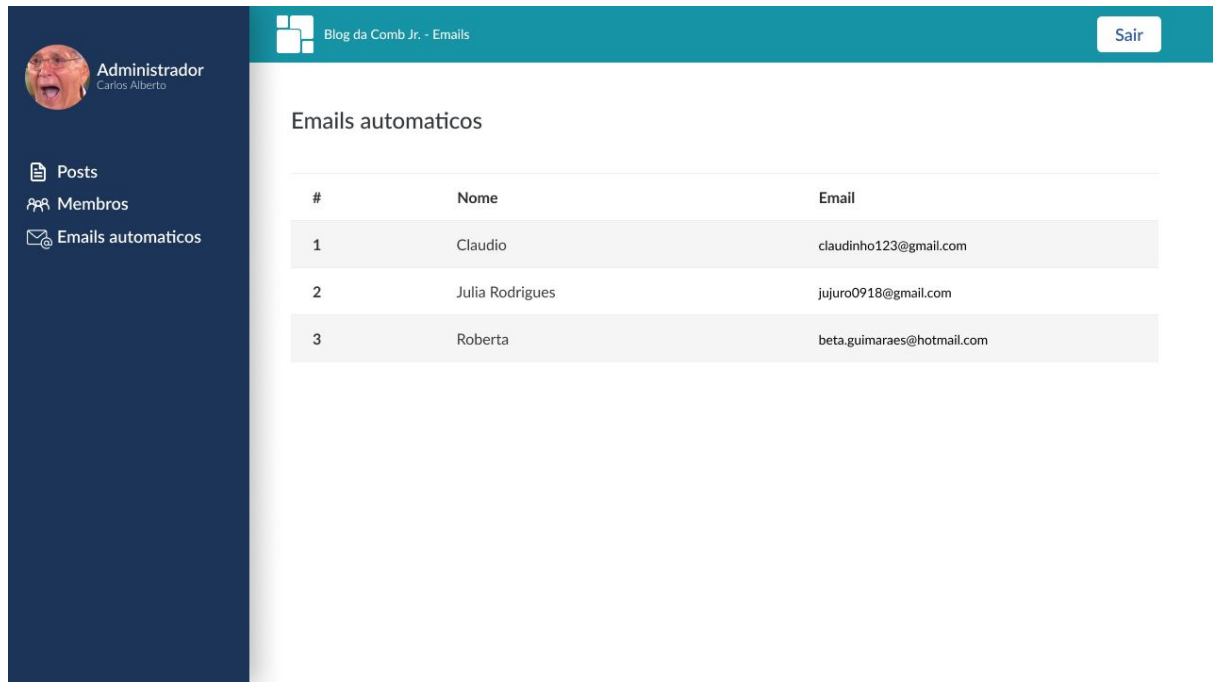 Administrador
Carlos Alberto
Posts
Membros
Emails automaticos
Blog da Comb Jr. - Emails
Sair
Emails automaticos
# Nome Email
1 Claudio claudinho123@gmail.com
2 Julia Rodrigues jujuro0918@gmail.com
3 Roberta beta.guimaraes@hotmail.com